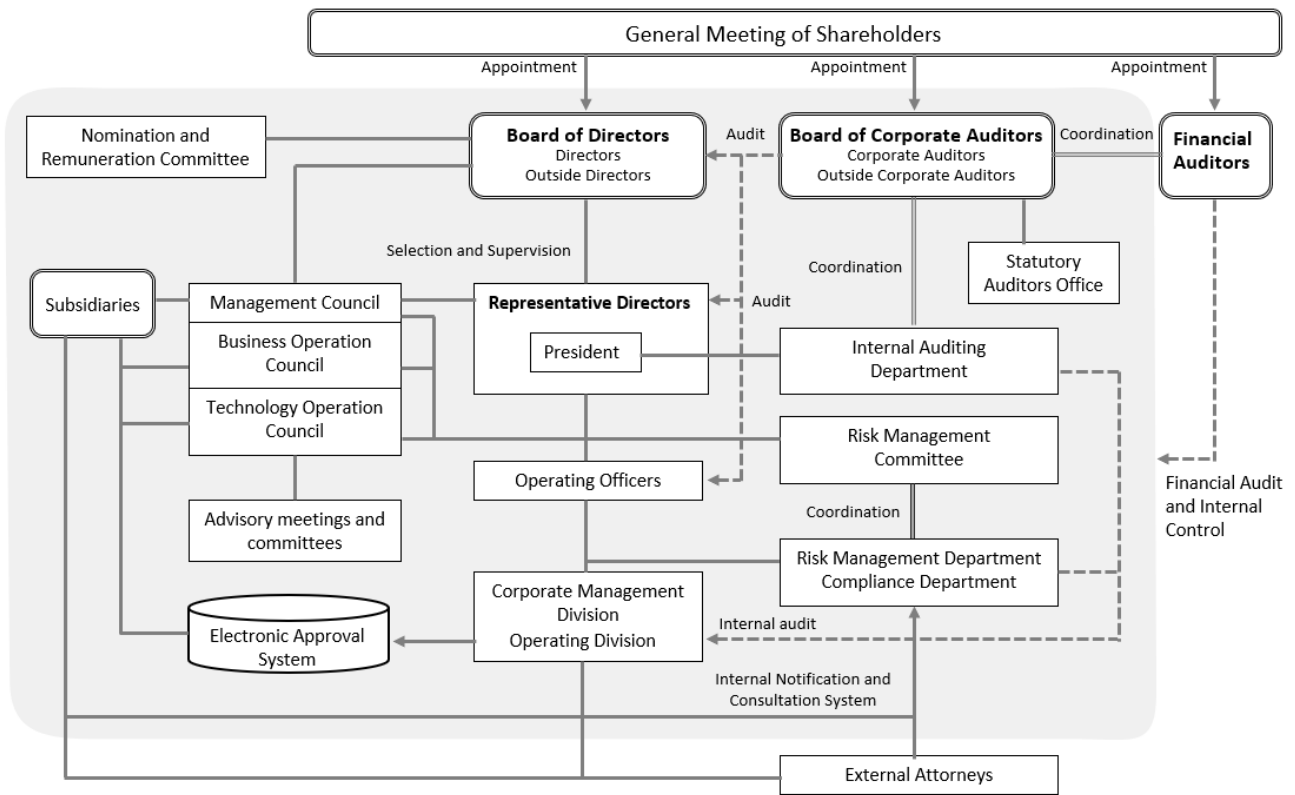 General Meeting of Shareholders
Appointment
Appointment
Appointment
Nomination and
Remuneration Committee
Board of Directors
Directors
Outside Directors
Audit
Board of Corporate Auditors
Corporate Auditors
Outside Corporate Auditors
Coordination
Financial
Auditors
Selection and Supervision
Coordination
Statutory
Auditors Office
Subsidiaries
Management Council
Business Operation
Council
Technology Operation
Council
Representative Directors
President
Audit
Internal Auditing
Department
Risk Management
Committee
Operating Officers
Coordination
Financial Audit
and Internal
Control
Advisory meetings and
committees
Risk Management Department
Compliance Department
Corporate Management
Division
Operating Division
Electronic Approval
System
Internal audit
Internal Notification and
Consultation System
External Attorneys